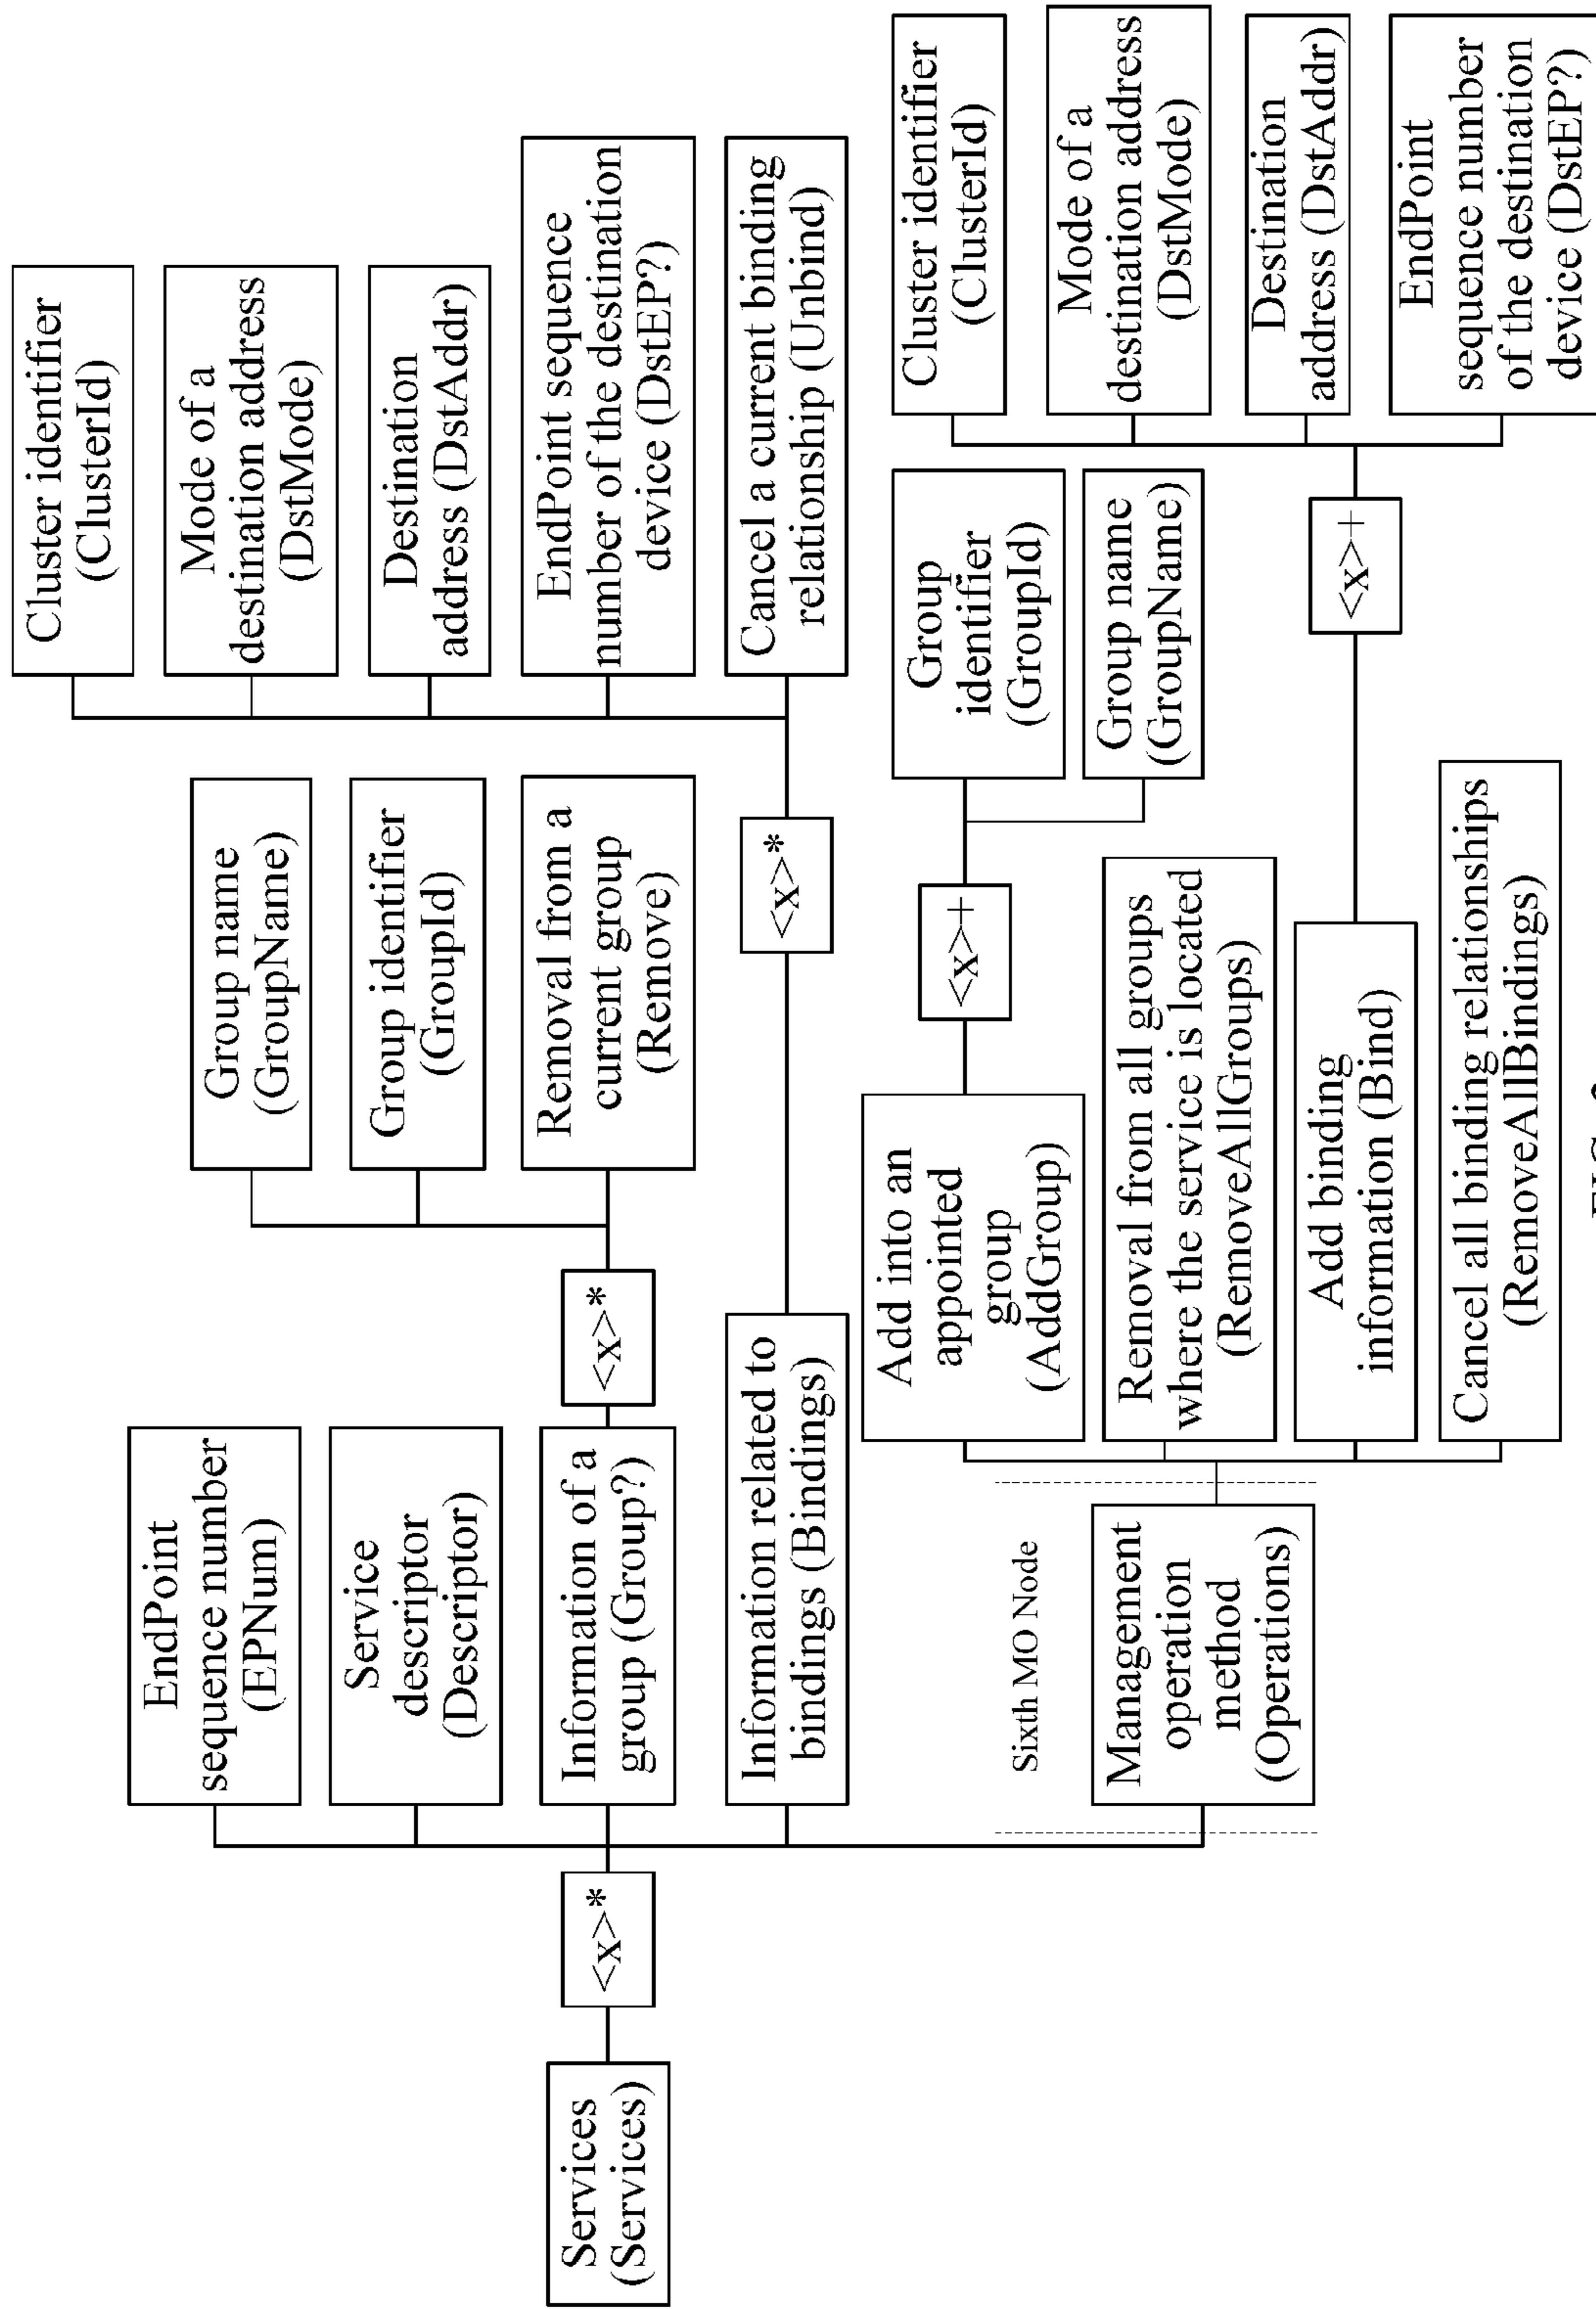 Services
(Services)
<x>*
EndPoint
sequence number
(EPNum)
Service
descriptor
(Descriptor)
Information of a
group (Group?)
<x>*
Group name
(GroupName)
Group identifier
(GroupId)
Removal from a
current group
(Remove)
Information related to
bindings (Bindings)
<x>*
Cluster identifier
(ClusterId)
Mode of a
destination address
(DstMode)
Destination
address (DstAddr)
EndPoint sequence
number of the destination
device (DstEP?)
Cancel a current binding
relationship (Unbind)
Sixth MO Node
Management
operation
method
(Operations)
Add into an
appointed
group
(AddGroup)
<x>+
Group
identifier
(GroupId)
Group name
(GroupName)
Removal from all groups
where the service is located
(RemoveAllGroups)
Add binding
information (Bind)
<x>+
Cluster identifier
(ClusterId)
Mode of a
destination address
(DstMode)
Destination
address (DstAddr)
EndPoint
sequence number
of the destination
device (DstEP?)
Cancel all binding relationships
(RemoveAllBindings)